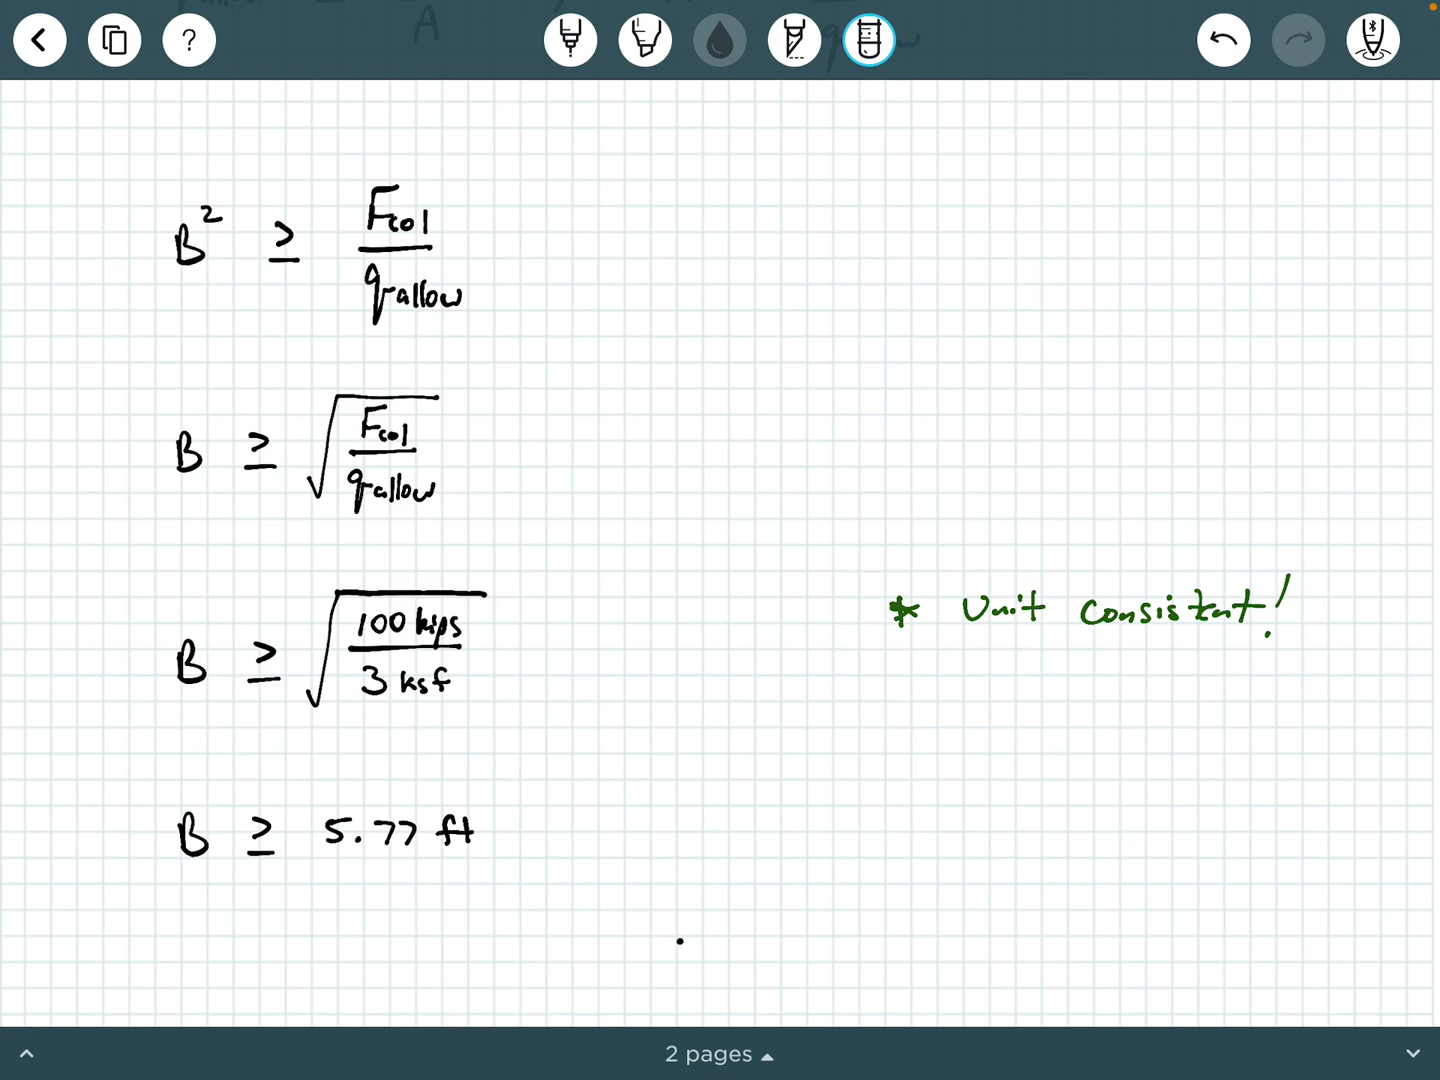 ?
A
B² ≥ Fcol / qallow
B ≥ √(Fcol / qallow)
* Unit consistent!
B ≥ √(100 kips / 3 ksf)
B ≥ 5.77 ft
2 pages